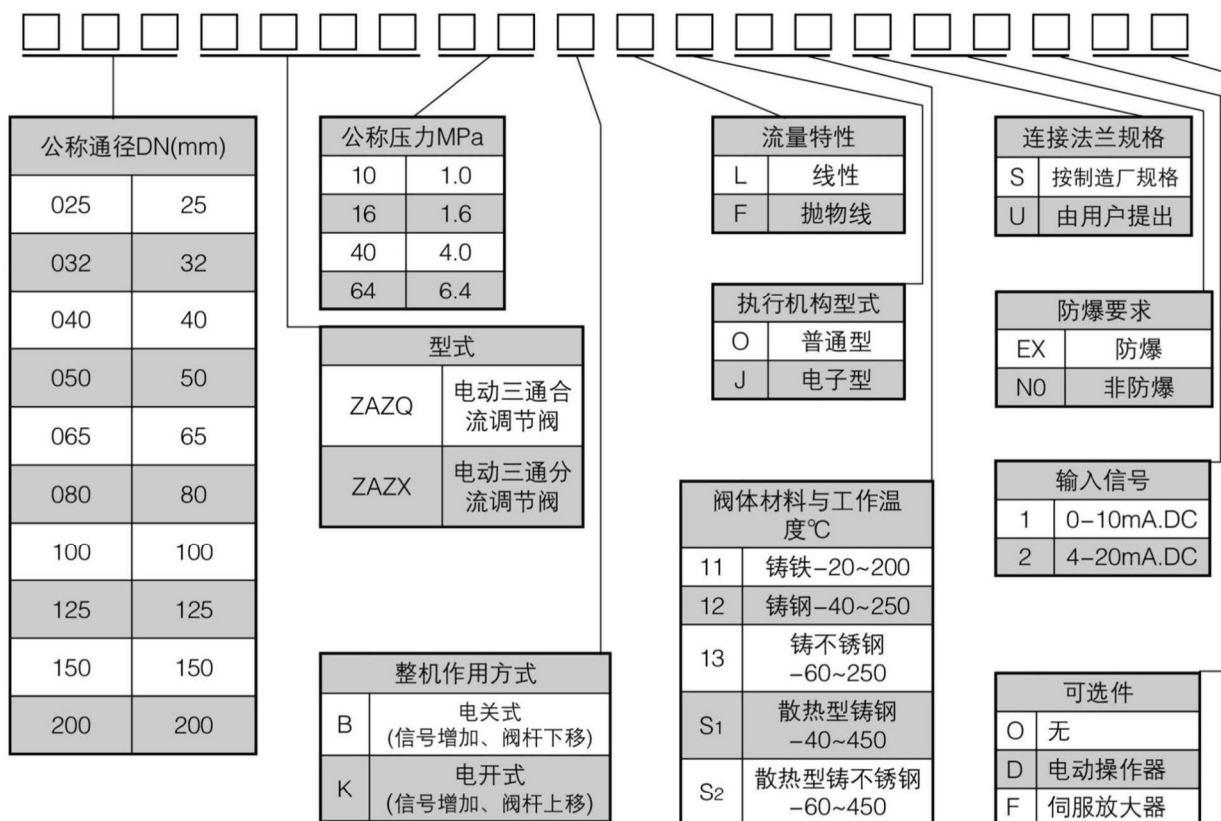 公称通径DN(mm)
025 25
032 32
040 40
050 50
065 65
080 80
100 100
125 125
150 150
200 200
公称压力MPa
10 1.0
16 1.6
40 4.0
64 6.4
型式
ZAZQ 电动三通合
流调节阀
ZAZX 电动三通分
流调节阀
整机作用方式
B 电关式
(信号增加、阀杆下移)
K 电开式
(信号增加、阀杆上移)
流量特性
L 线性
F 抛物线
执行机构型式
O 普通型
J 电子型
阀体材料与工作温
度℃
11 铸铁-20~200
12 铸钢-40~250
13 铸不锈钢
-60~250
S1 散热型铸钢
-40~450
S2 散热型铸不锈钢
-60~450
连接法兰规格
S 按制造厂规格
U 由用户提出
防爆要求
EX 防爆
N0 非防爆
输入信号
1 0-10mA.DC
2 4-20mA.DC
可选件
O 无
D 电动操作器
F 伺服放大器